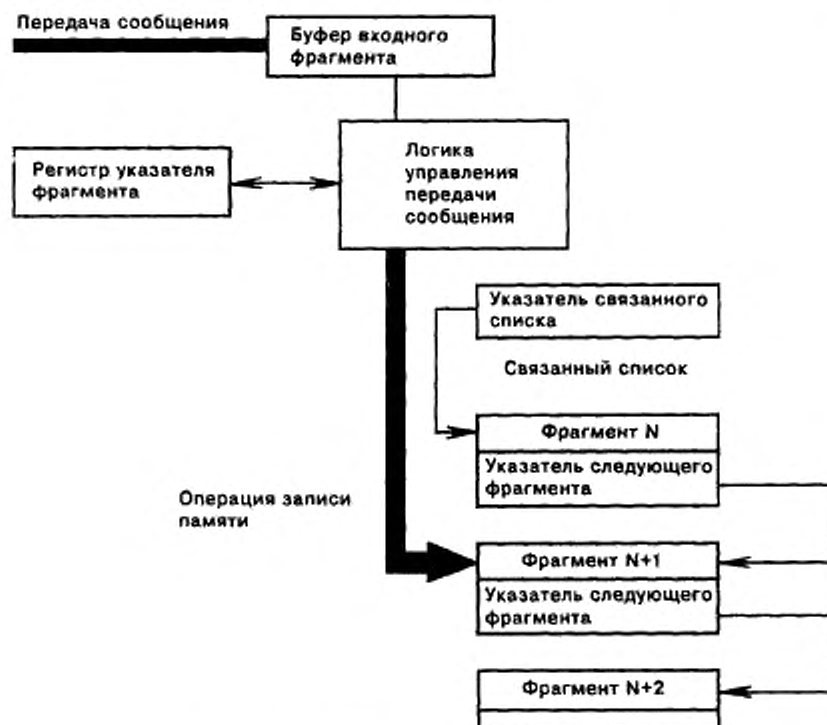 Передача сообщения
Буфер входного
фрагмента
Регистр указателя
фрагмента
Логика
управления
передачи
сообщения
Указатель связанного
списка
Связанный список
Фрагмент N
Указатель следующего
фрагмента
Операция записи
памяти
Фрагмент N+1
Указатель следующего
фрагмента
Фрагмент N+2